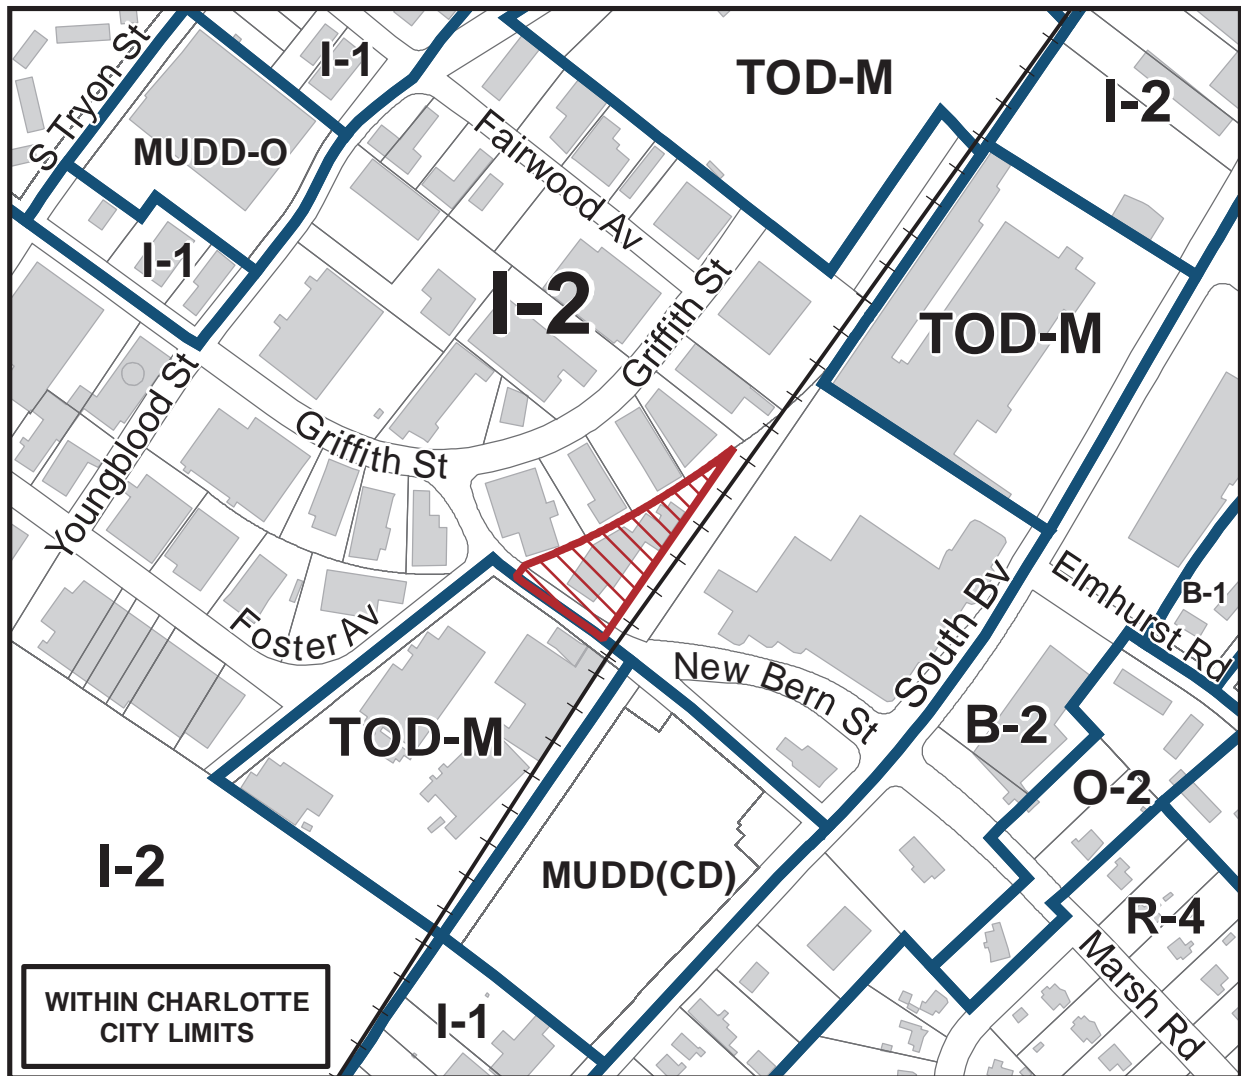 I-1
TOD-M
I-2
S Tryon St
MUDD-O
Fairwood Av
I-1
I-2
Griffith St
TOD-M
Youngblood St
Griffith St
Elmhurst Rd
B-1
South Bv
Foster Av
New Bern St
TOD-M
B-2
O-2
I-2
MUDD(CD)
R-4
Marsh Rd
WITHIN CHARLOTTE
CITY LIMITS
I-1